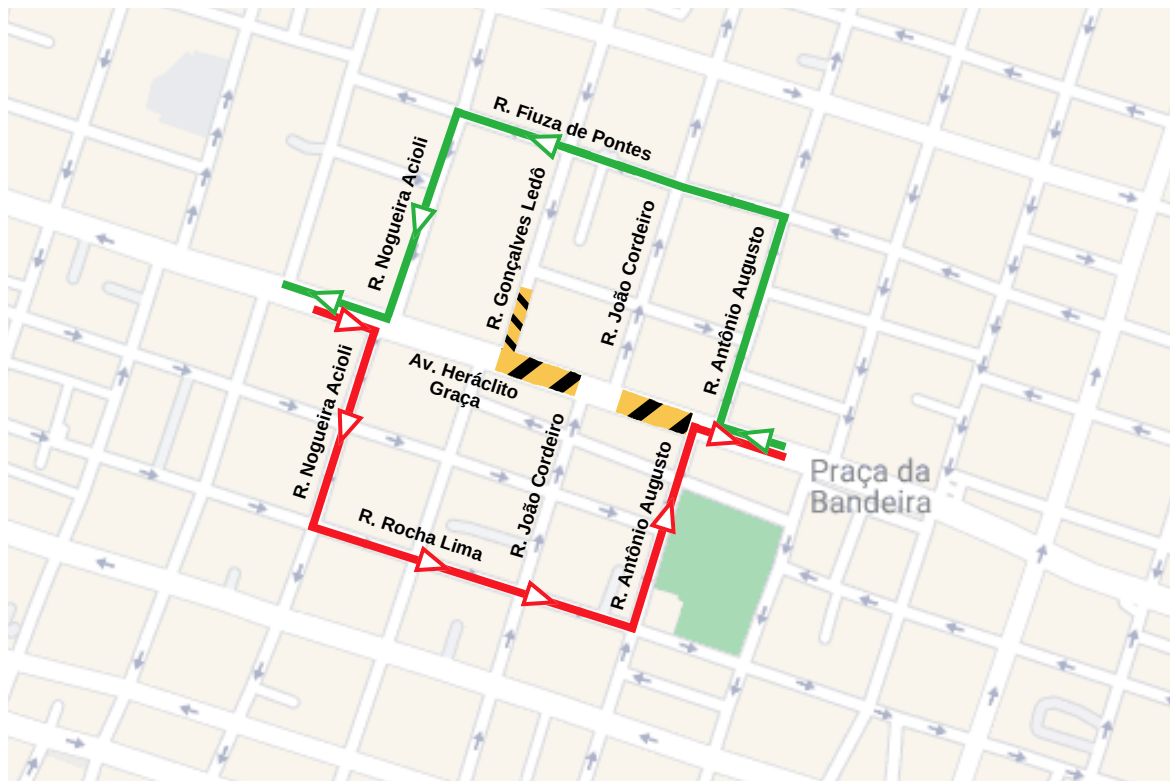 R. Fiuza de Pontes
R. Nogueira Acioli
R. Gonçalves Ledô
R. João Cordeiro
R. Antônio Augusto
Av. Heráclito
Graça
R. Nogueira Acioli
R. João Cordeiro
R. Antônio Augusto
R. Rocha Lima
Praça da
Bandeira